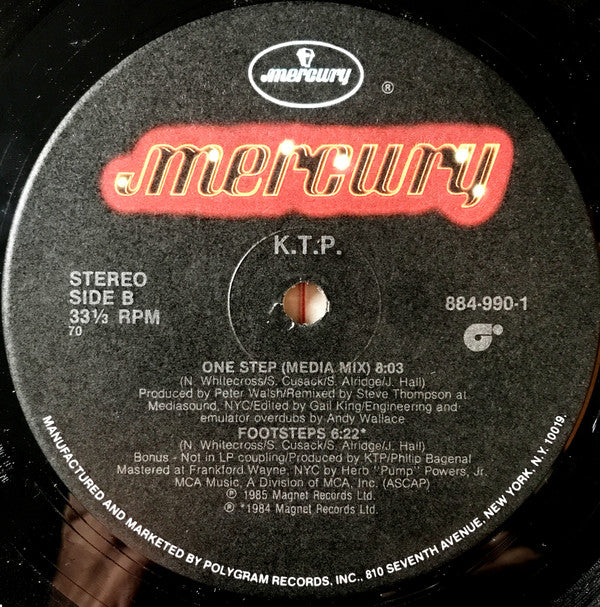 mercury
®
mercury
K.T.P.
STEREO
SIDE B
33⅓ RPM
70
884-990-1
ONE STEP (MEDIA MIX) 8:03
(N. Whitecross/S. Cusack/S. Alridge/J. Hall)
Produced by Peter Walsh/Remixed by Steve Thompson at
Mediasound, NYC/Edited by Gail King/Engineering and
emulator overdubs by Andy Wallace
FOOTSTEPS 6:22*
(N. Whitecross/S. Cusack/S. Alridge/J. Hall)
Bonus - Not in LP coupling/Produced by KTP/Philip Bagenal
Mastered at Frankford Wayne, NYC by Herb "Pump" Powers, Jr.
MCA Music, A Division of MCA, Inc. (ASCAP)
℗ 1985 Magnet Records Ltd.
℗ *1984 Magnet Records Ltd.
MANUFACTURED AND MARKETED BY POLYGRAM RECORDS, INC., 810 SEVENTH AVENUE, NEW YORK, N.Y. 10019.